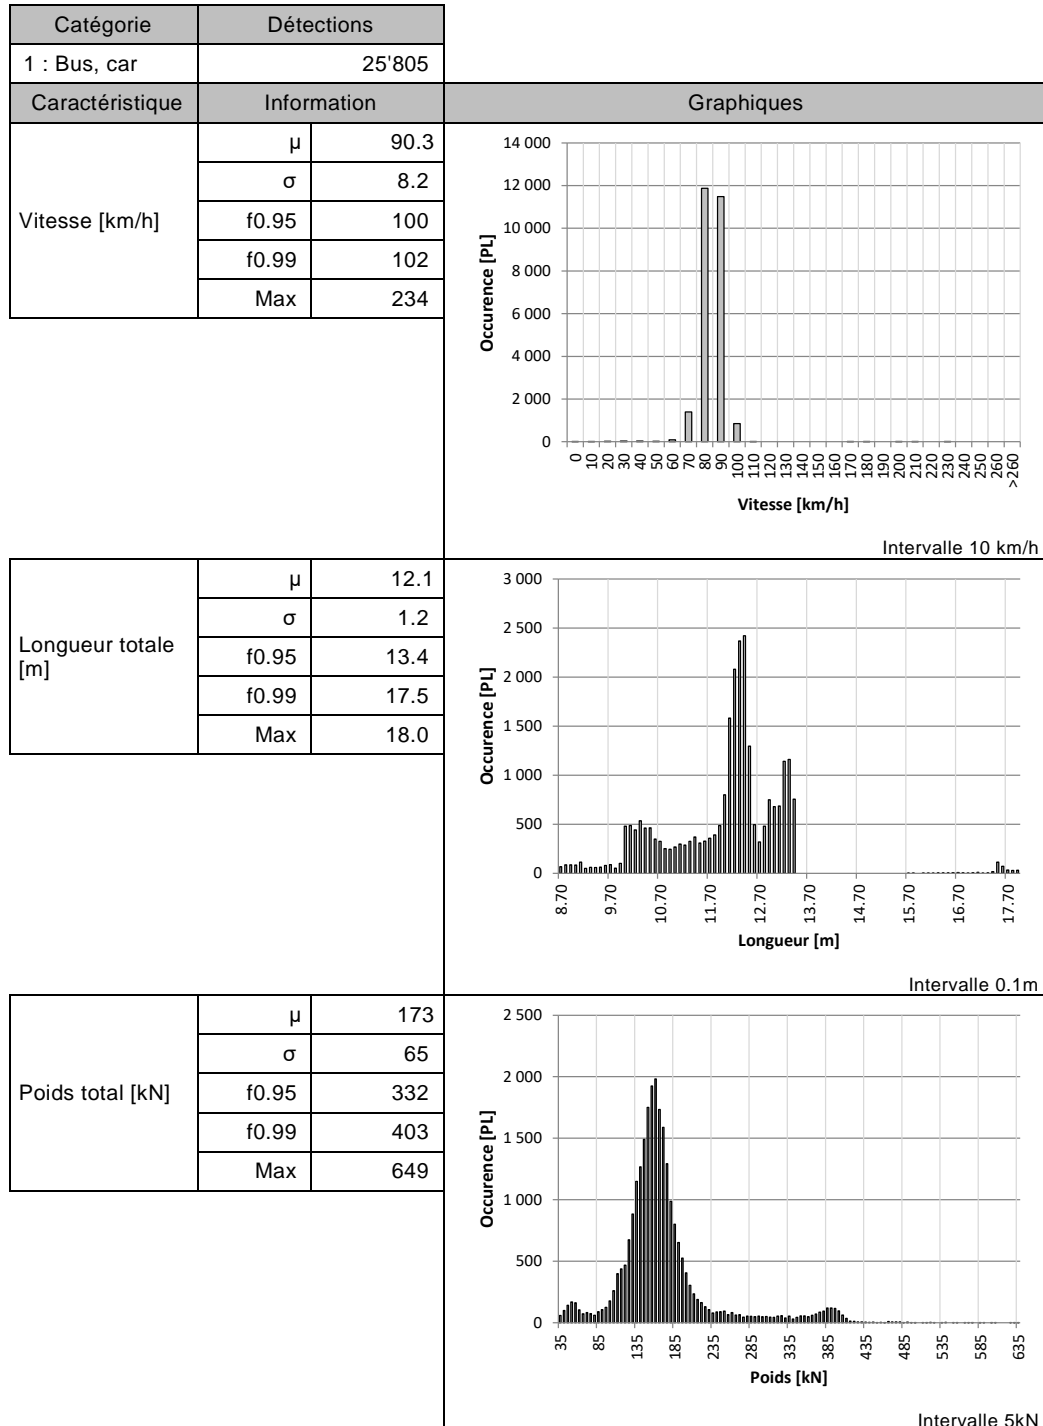 Catégorie Détections
1 : Bus, car 25'805
Caractéristique Information Graphiques
Vitesse [km/h]
µ 90.3
σ 8.2
f0.95 100
f0.99 102
Max 234
14 000
12 000
10 000
8 000
6 000
4 000
2 000
0
Occurence [PL]
0 10 20 30 40 50 60 70 80 90 100 110 120 130 140 150 160 170 180 190 200 210 220 230 240 250 260 >260
Vitesse [km/h]
Intervalle 10 km/h
Longueur totale
[m]
µ 12.1
σ 1.2
f0.95 13.4
f0.99 17.5
Max 18.0
3 000
2 500
2 000
1 500
1 000
500
0
Occurence [PL]
8.70 9.70 10.70 11.70 12.70 13.70 14.70 15.70 16.70 17.70
Longueur [m]
Intervalle 0.1m
Poids total [kN]
µ 173
σ 65
f0.95 332
f0.99 403
Max 649
2 500
2 000
1 500
1 000
500
0
Occurence [PL]
35 85 135 185 235 285 335 385 435 485 535 585 635
Poids [kN]
Intervalle 5kN